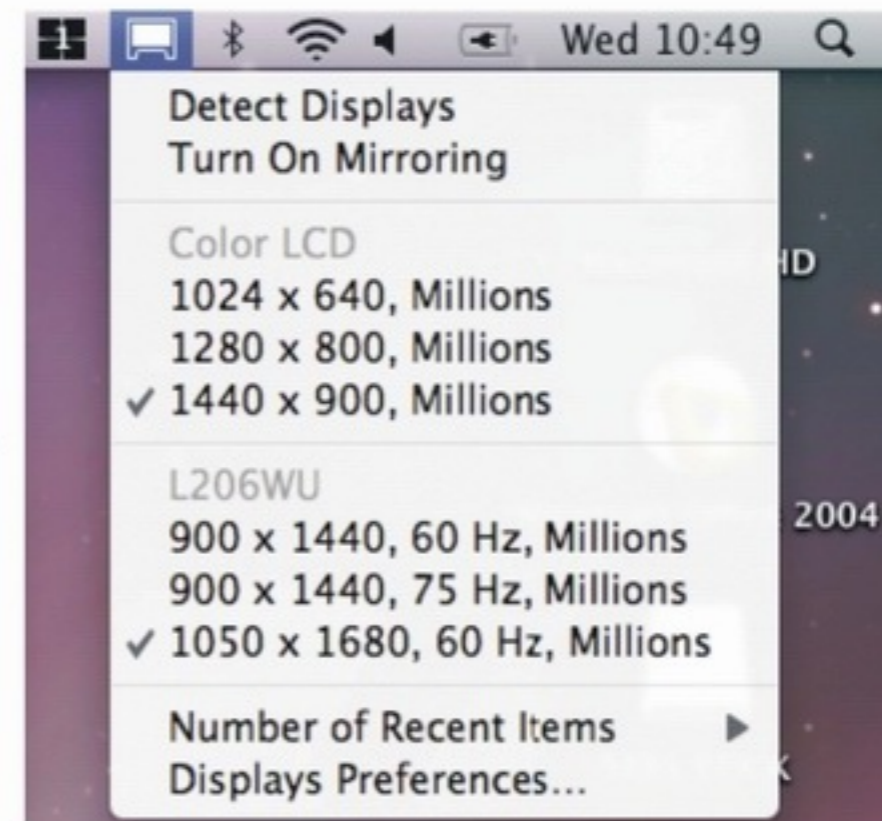 1
Wed 10:49
Detect Displays
Turn On Mirroring
Color LCD
1024 x 640, Millions
1280 x 800, Millions
✓ 1440 x 900, Millions
HD
L206WU
900 x 1440, 60 Hz, Millions
900 x 1440, 75 Hz, Millions
2004
✓ 1050 x 1680, 60 Hz, Millions
Number of Recent Items
Displays Preferences...